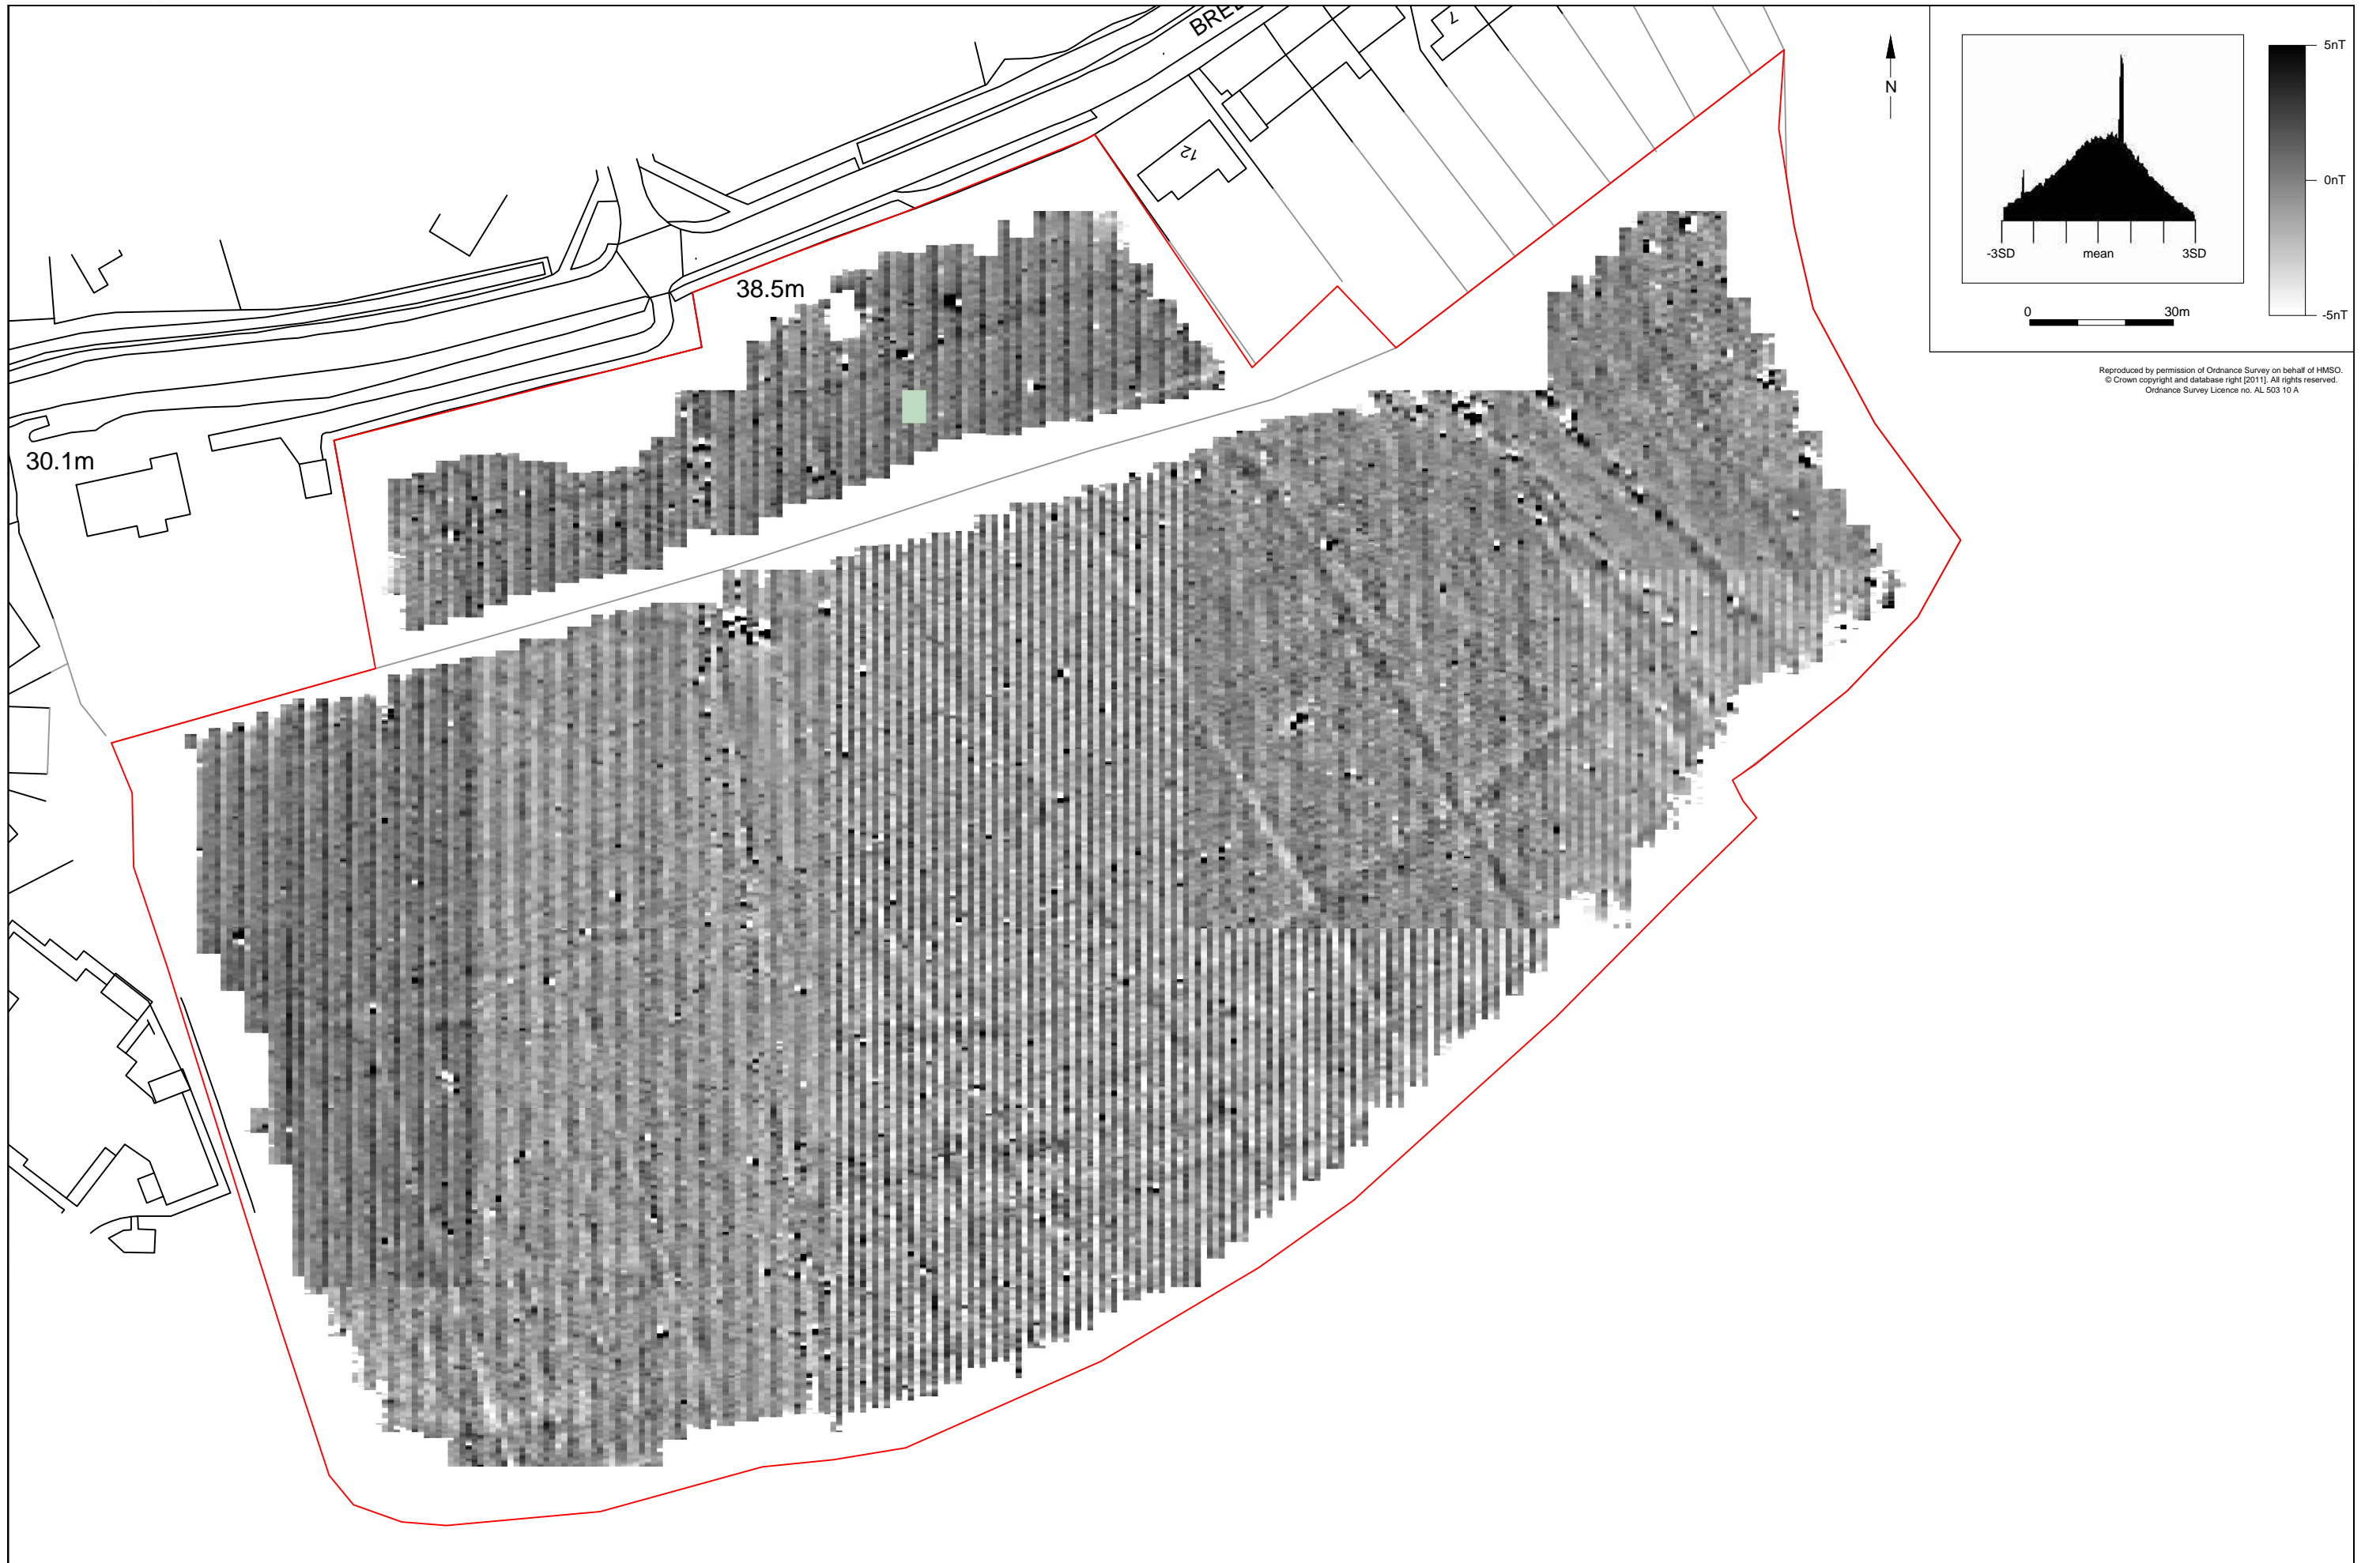 BRE
7
12
N
38.5m
30.1m
5nT
0nT
-5nT
-3SD
mean
3SD
0
30m
Reproduced by permission of Ordnance Survey on behalf of HMSO.
© Crown copyright and database right [2011]. All rights reserved.
Ordnance Survey Licence no. AL 503 10 A